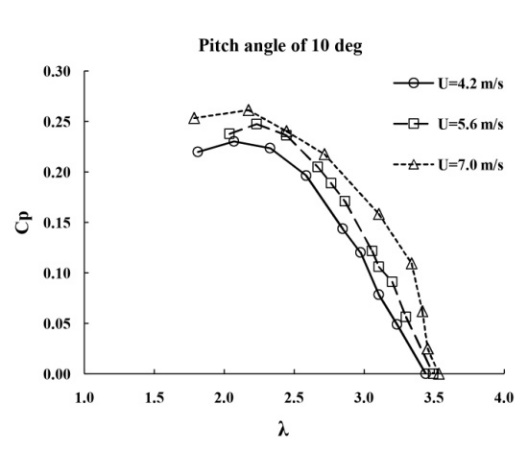 Pitch angle of 10 deg
0.30
0.25
0.20
0.15
0.10
0.05
0.00
Cp
1.0 1.5 2.0 2.5 3.0 3.5 4.0
λ
U=4.2 m/s
U=5.6 m/s
U=7.0 m/s